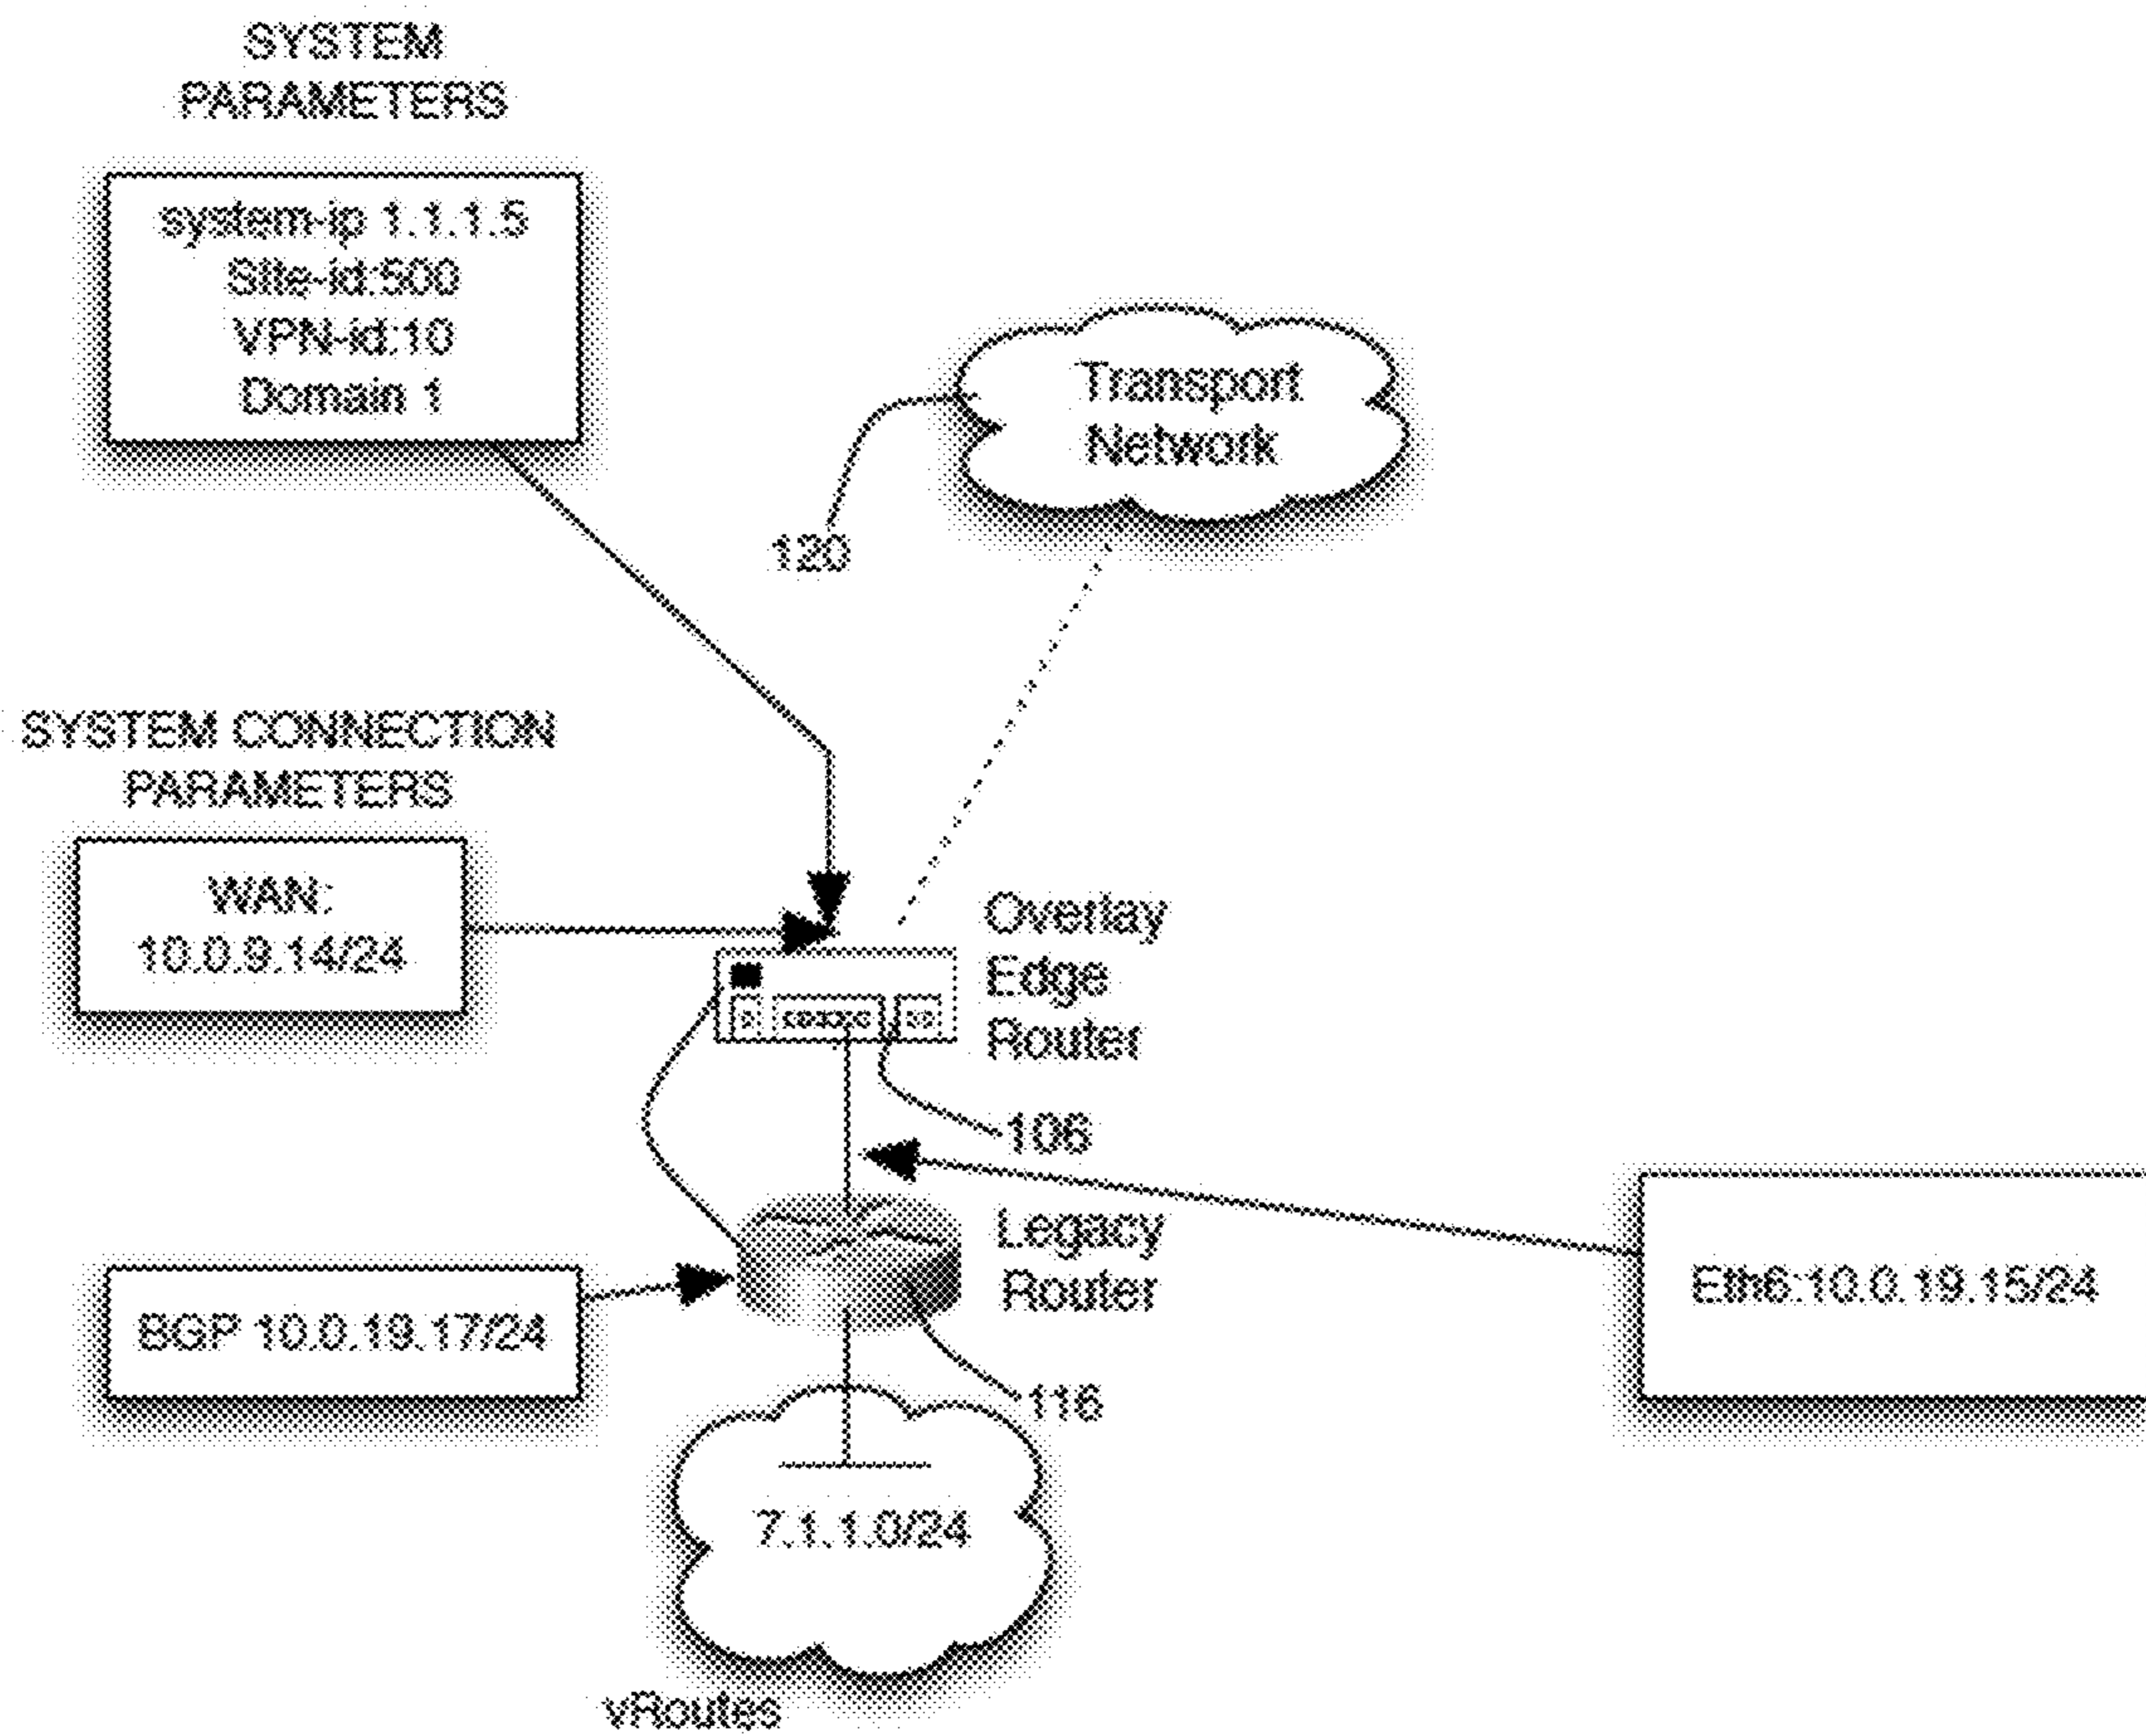 SYSTEM
PARAMETERS
system-ip 1.1.1.5
Site-id:500
VPN-id:10
Domain 1
Transport
Network
120
SYSTEM CONNECTION
PARAMETERS
WAN:
10.0.9.14/24
Overlay
Edge
Router
106
Legacy
Router
Eth6:10.0.19.15/24
BGP 10.0.19.17/24
116
7.1.1.0/24
vRoutes